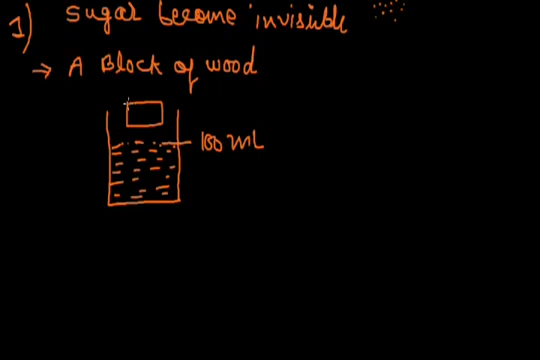 1) Sugar become invisible
→ A Block of wood
100 mL